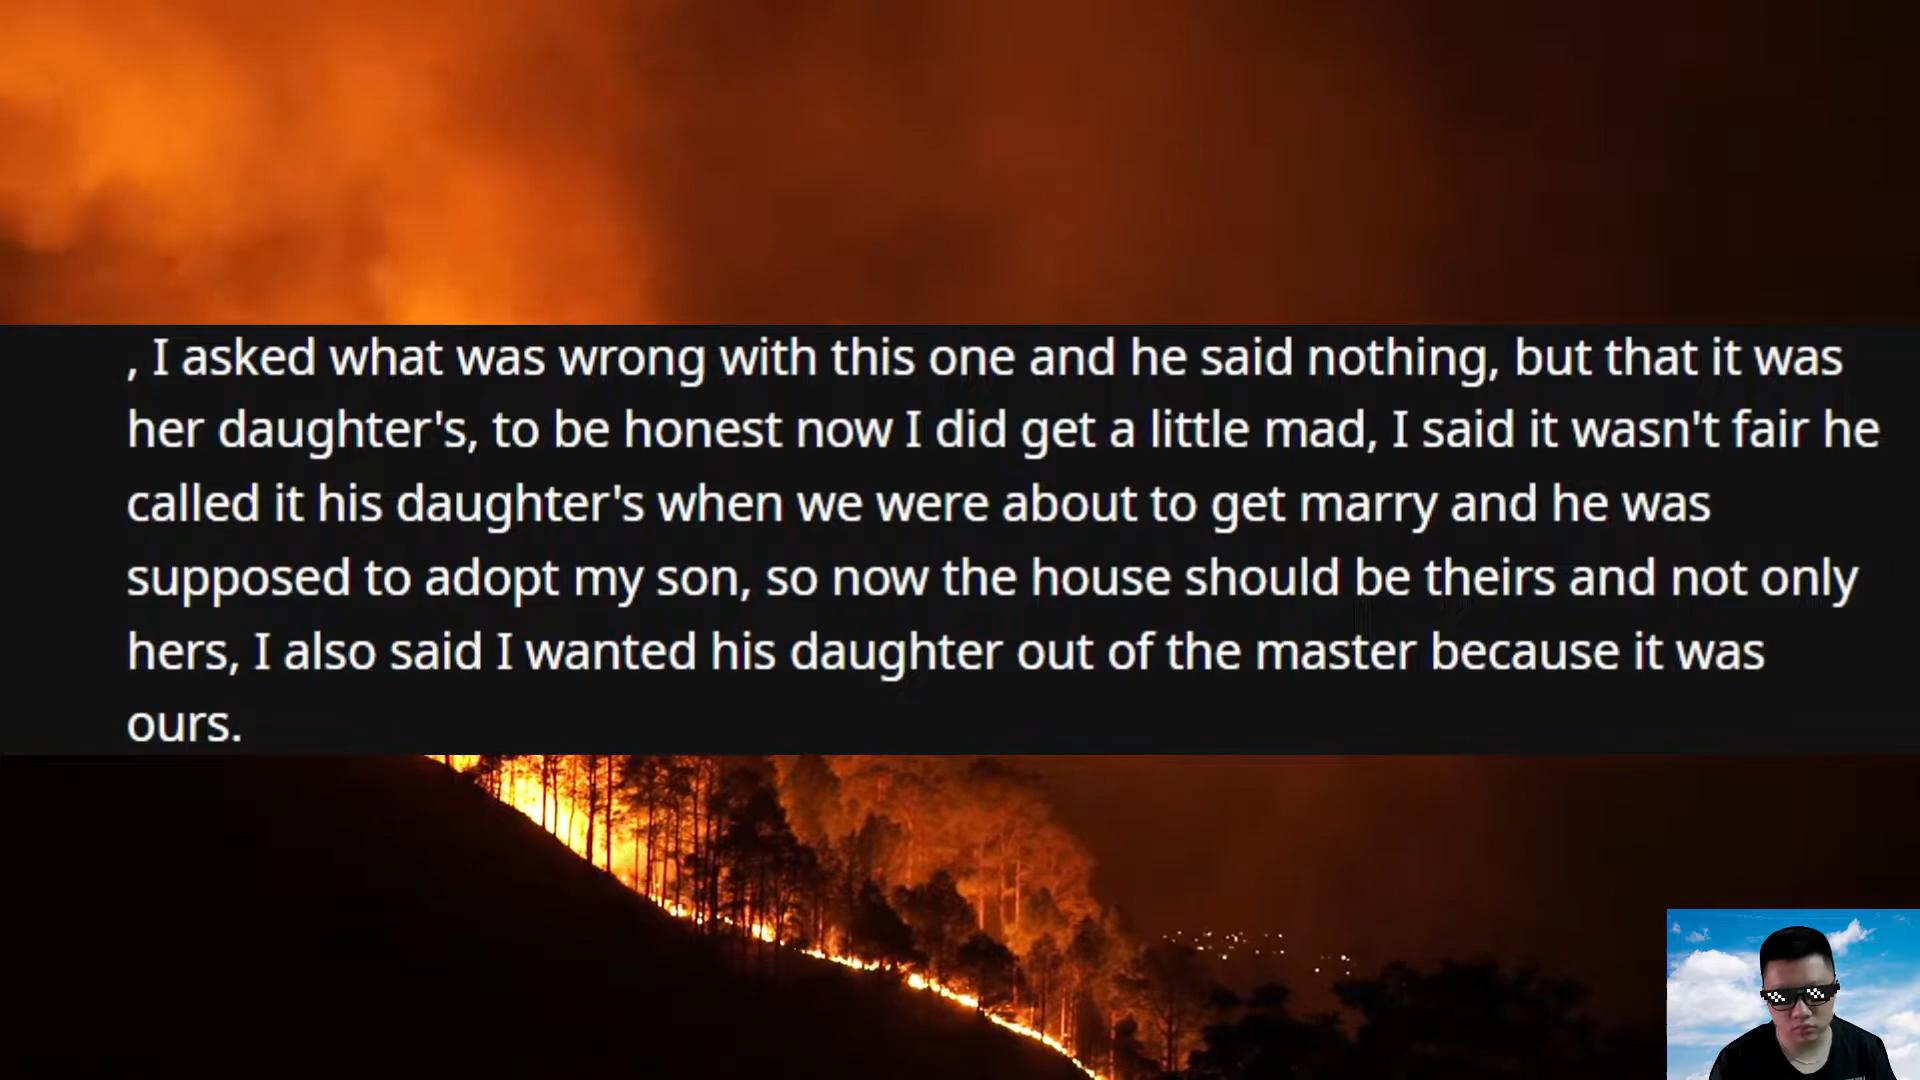 , I asked what was wrong with this one and he said nothing, but that it was
her daughter's, to be honest now I did get a little mad, I said it wasn't fair he
called it his daughter's when we were about to get marry and he was
supposed to adopt my son, so now the house should be theirs and not only
hers, I also said I wanted his daughter out of the master because it was
ours.